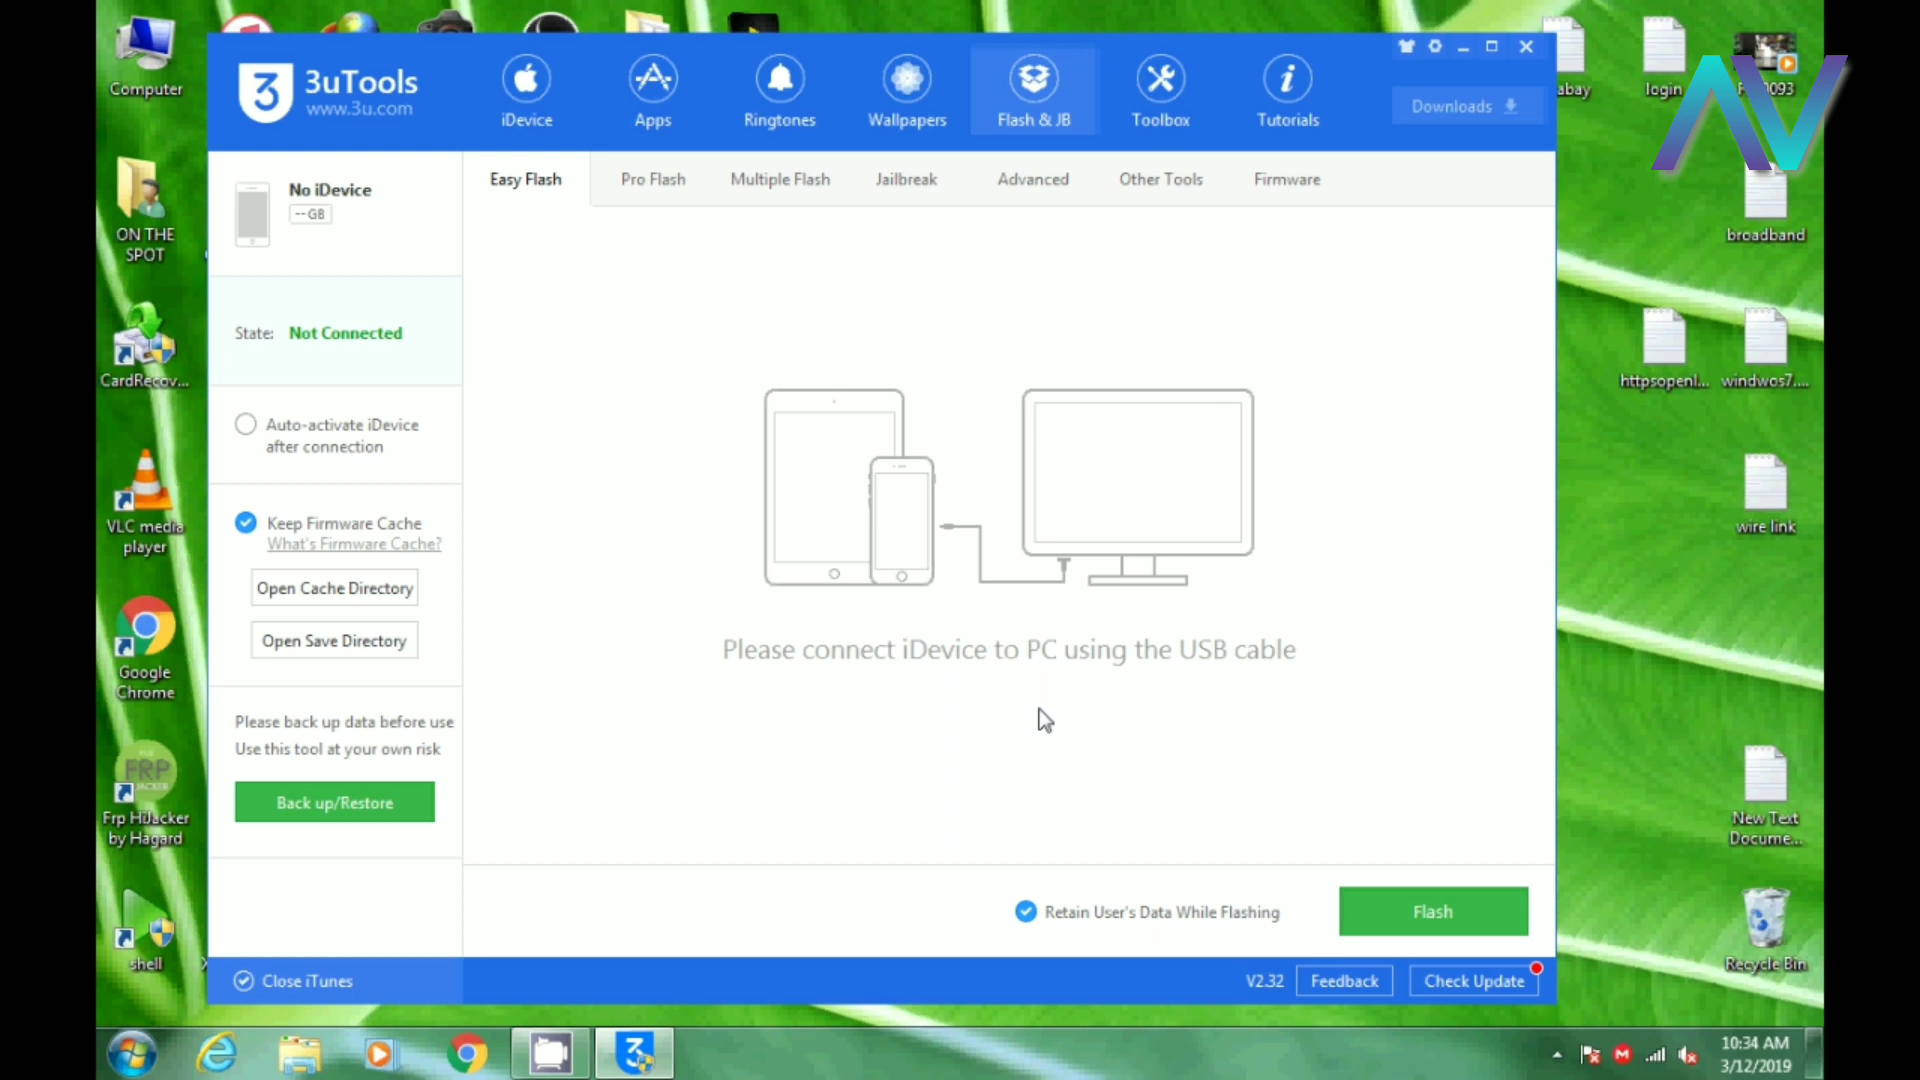 Computer
ON THE
SPOT
CardRecov...
VLC media
player
Google
Chrome
FRP
Frp HiJacker
by Hagard
shell
3
3uTools
www.3u.com
iDevice
Apps
Ringtones
Wallpapers
Flash & JB
Toolbox
Tutorials
Downloads
No iDevice
--GB
State: Not Connected
Auto-activate iDevice
after connection
Keep Firmware Cache
What's Firmware Cache?
Open Cache Directory
Open Save Directory
Please back up data before use
Use this tool at your own risk
Back up/Restore
Easy Flash
Pro Flash
Multiple Flash
Jailbreak
Advanced
Other Tools
Firmware
Please connect iDevice to PC using the USB cable
Retain User's Data While Flashing
Flash
Close iTunes
V2.32
Feedback
Check Update
login
AV
broadband
httpsopenl...
windwos7....
wire link
New Text
Docume...
Recycle Bin
10:34 AM
3/12/2019